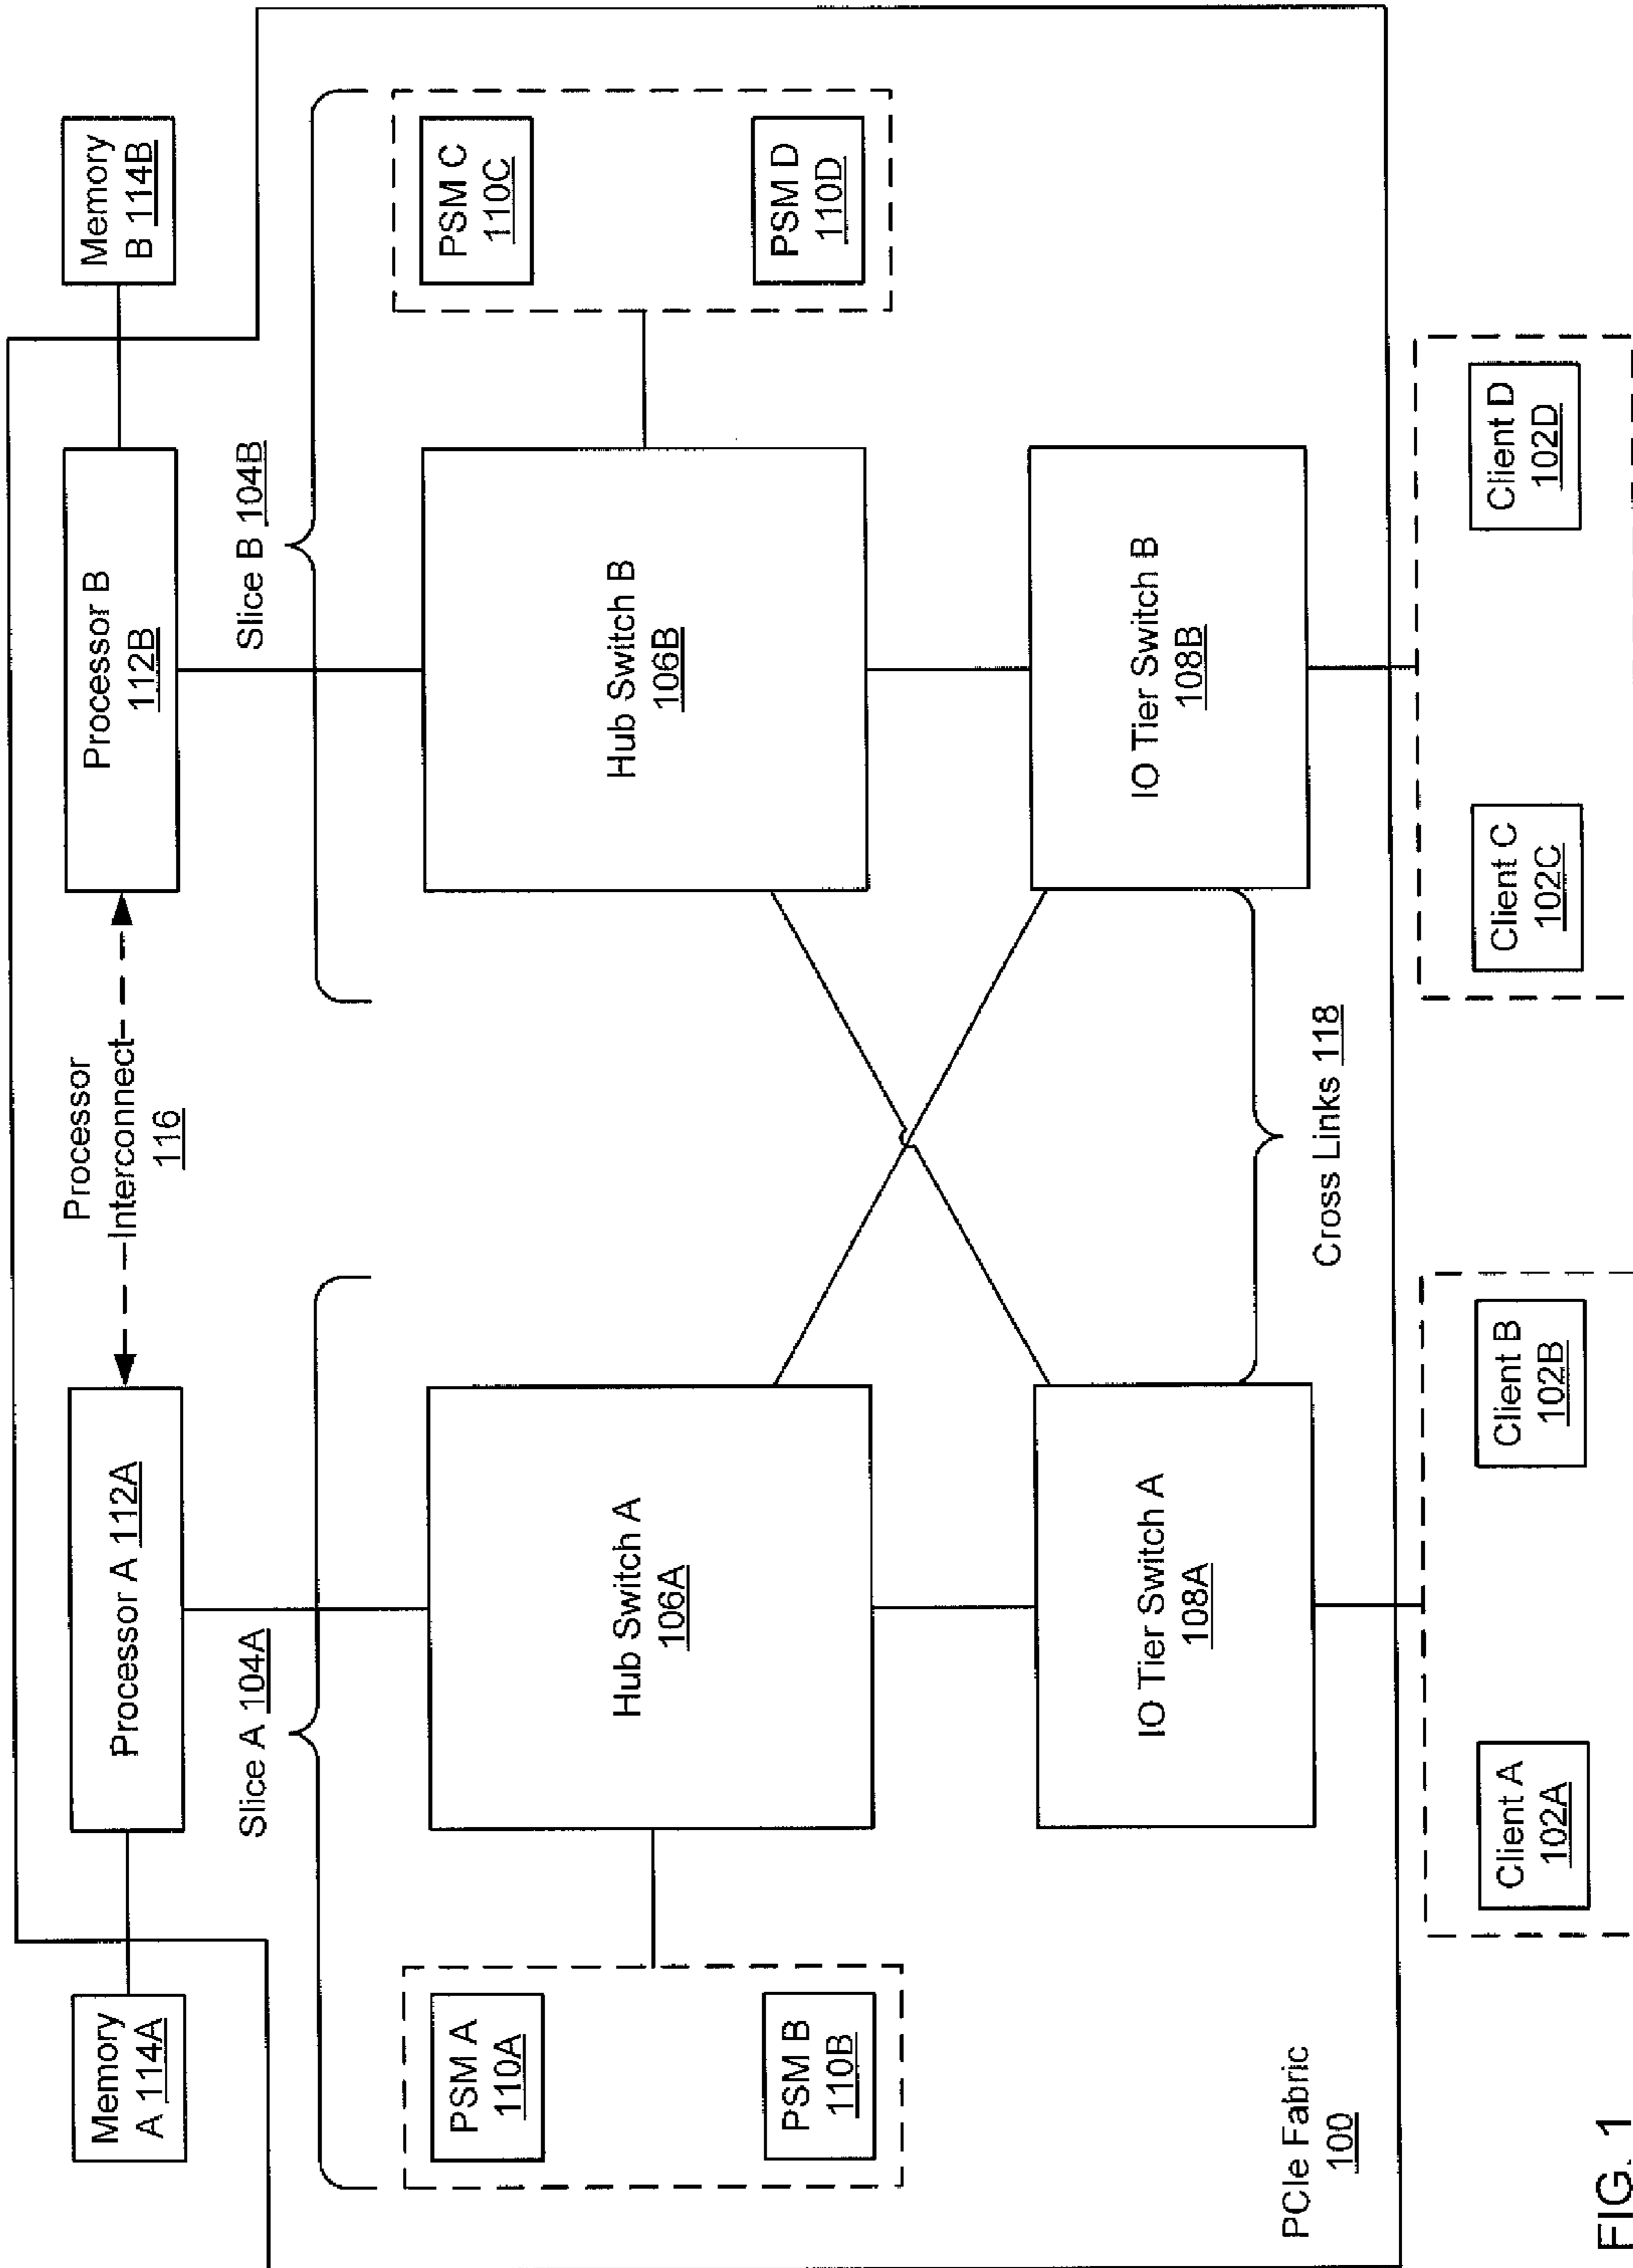 Memory
A 114A
Processor A 112A
Processor
Interconnect
116
Processor B
112B
Memory
B 114B
Slice A 104A
Slice B 104B
PSM A
110A
PSM B
110B
Hub Switch A
106A
Hub Switch B
106B
PSM C
110C
PSM D
110D
IO Tier Switch A
108A
IO Tier Switch B
108B
Cross Links 118
PCIe Fabric
100
Client A
102A
Client B
102B
Client C
102C
Client D
102D
FIG. 1